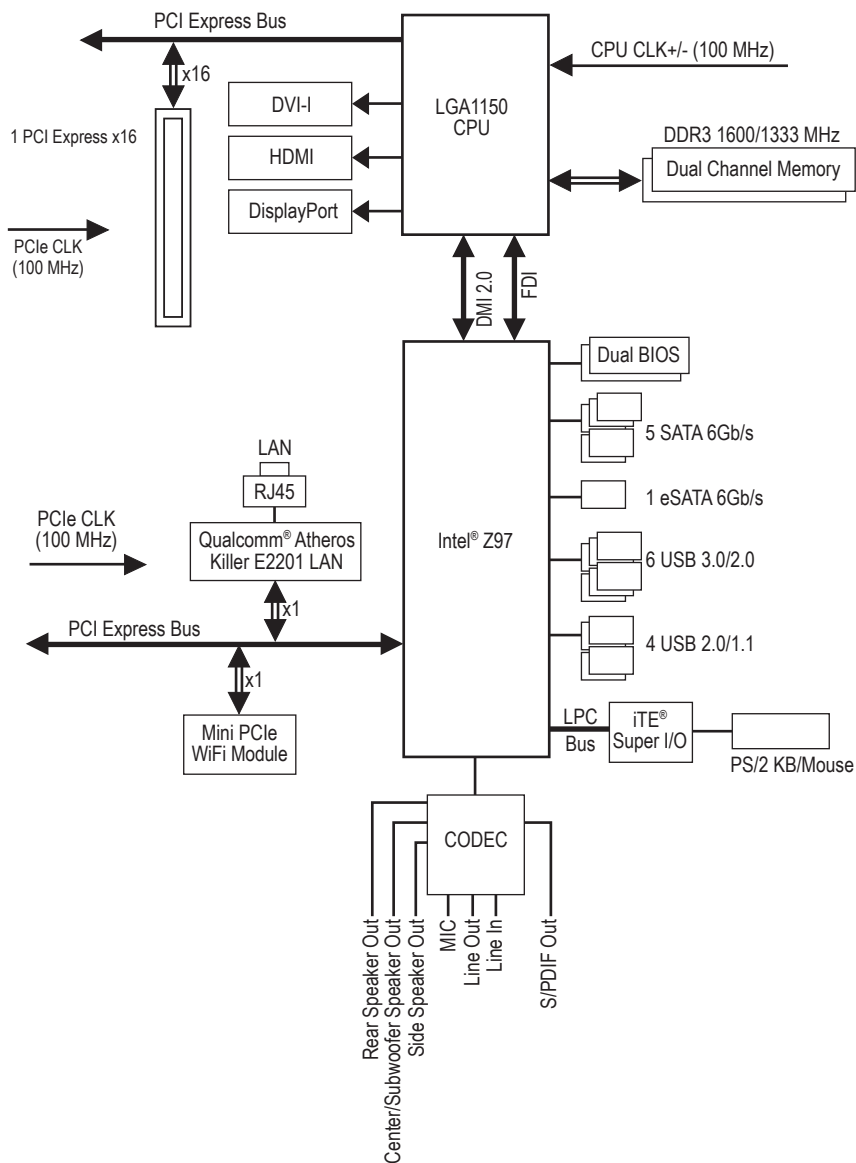 PCI Express Bus
x16
1 PCI Express x16
PCIe CLK
(100 MHz)
DVI-I
HDMI
DisplayPort
LGA1150
CPU
CPU CLK+/- (100 MHz)
DDR3 1600/1333 MHz
Dual Channel Memory
DMI 2.0
FDI
Intel® Z97
Dual BIOS
5 SATA 6Gb/s
1 eSATA 6Gb/s
6 USB 3.0/2.0
4 USB 2.0/1.1
LAN
RJ45
Qualcomm® Atheros
Killer E2201 LAN
PCIe CLK
(100 MHz)
x1
PCI Express Bus
x1
Mini PCIe
WiFi Module
LPC
Bus
iTE®
Super I/O
PS/2 KB/Mouse
CODEC
Rear Speaker Out
Center/Subwoofer Speaker Out
Side Speaker Out
MIC
Line Out
Line In
S/PDIF Out